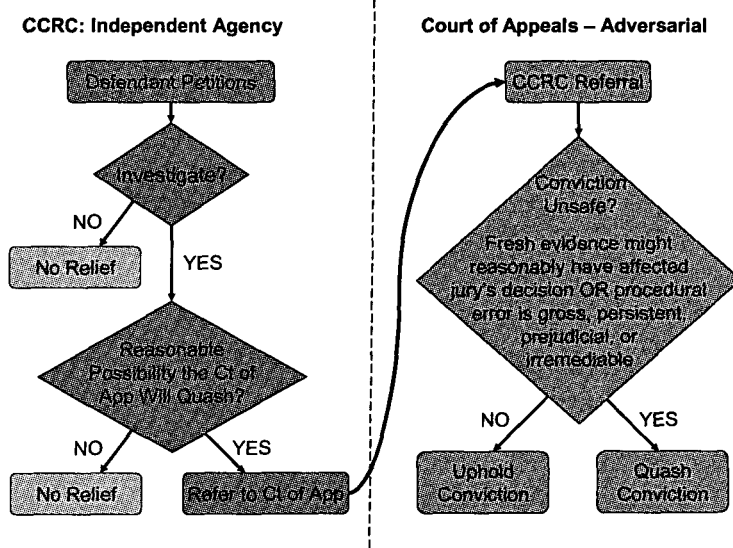 CCRC: Independent Agency
Defendant Petitions
Investigate?
NO
YES
No Relief
Reasonable
Possibility the Ct of
App Will Quash?
NO
YES
No Relief
Refer to Ct of App
Court of Appeals – Adversarial
CCRC Referral
Conviction
Unsafe?
Fresh evidence might
reasonably have affected
jury's decision OR procedural
error is gross, persistent,
prejudicial, or
irremediable
NO
YES
Uphold
Conviction
Quash
Conviction